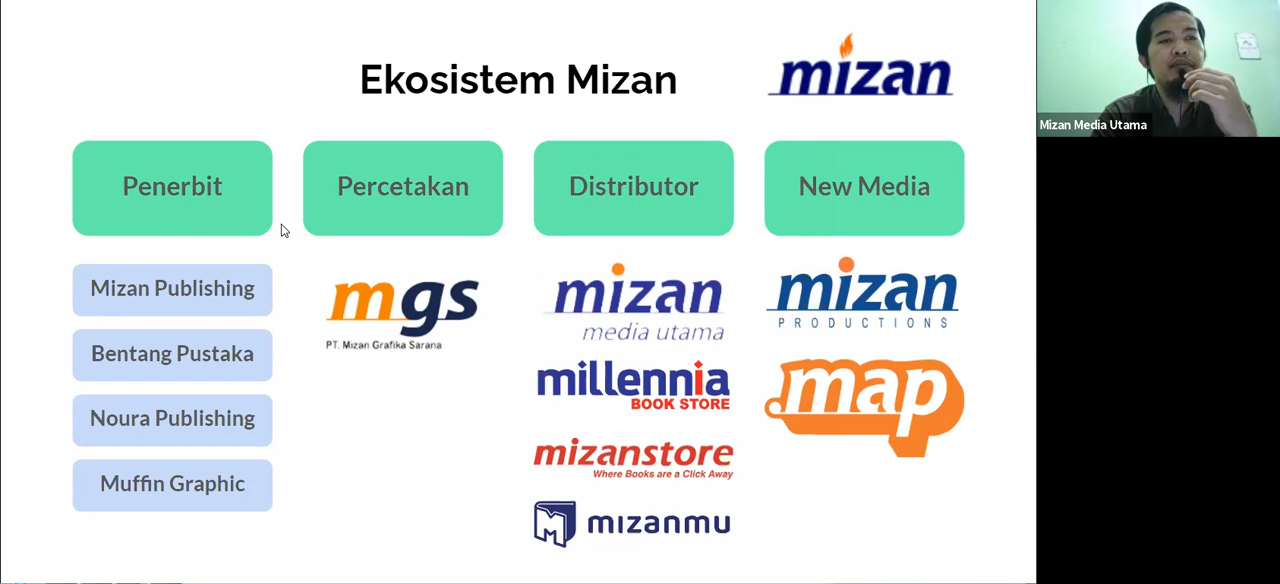 Ekosistem Mizan
mizan
Mizan Media Utama
Penerbit
Percetakan
Distributor
New Media
Mizan Publishing
Bentang Pustaka
Noura Publishing
Muffin Graphic
mgs
PT. Mizan Grafika Sarana
mizan
media utama
millennia
BOOK STORE
mizanstore
Where Books are a Click Away
mizanmu
mizan
PRODUCTIONS
map